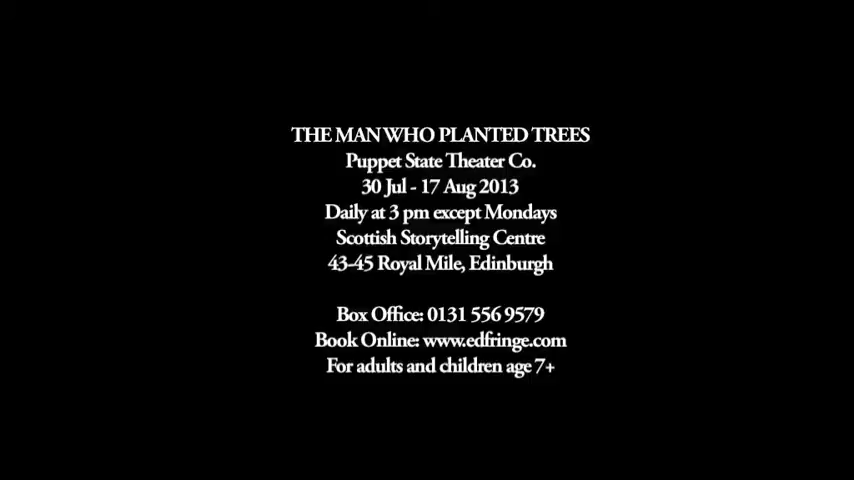 THE MAN WHO PLANTED TREES
Puppet State Theater Co.
30 Jul - 17 Aug 2013
Daily at 3 pm except Mondays
Scottish Storytelling Centre
43-45 Royal Mile, Edinburgh
Box Office: 0131 556 9579
Book Online: www.edfringe.com
For adults and children age 7+